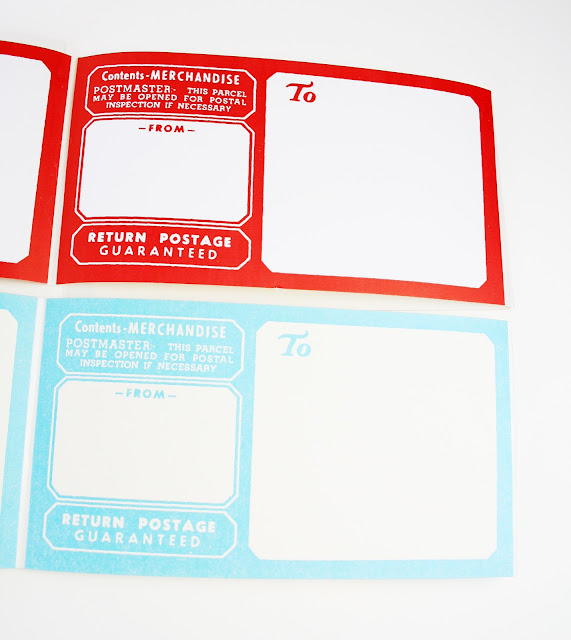 Contents-MERCHANDISE
POSTMASTER:- THIS PARCEL
MAY BE OPENED FOR POSTAL
INSPECTION IF NECESSARY
-FROM-
RETURN POSTAGE
GUARANTEED
To
Contents-MERCHANDISE
POSTMASTER:- THIS PARCEL
MAY BE OPENED FOR POSTAL
INSPECTION IF NECESSARY
-FROM-
RETURN POSTAGE
GUARANTEED
To